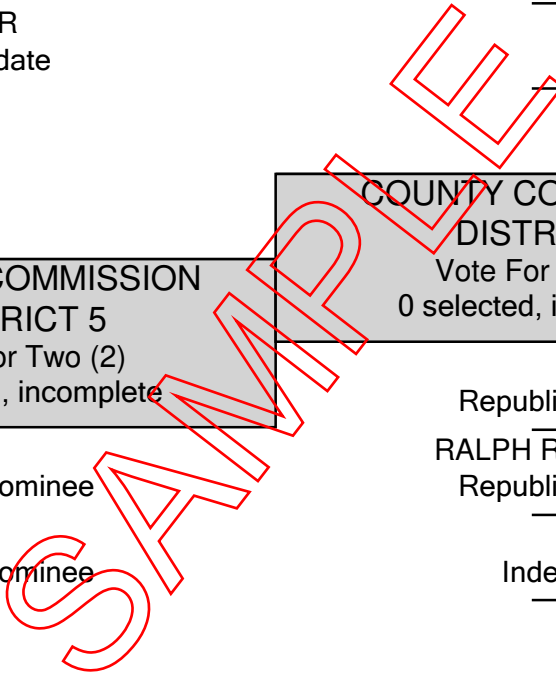 R
date
COMMISSION
RICT 5
or Two (2)
, incomplete
ominee
ominee
COUNTY CO
DISTR
Vote For
0 selected, i
Republi
RALPH R
Republi
Inde
SAMPLE